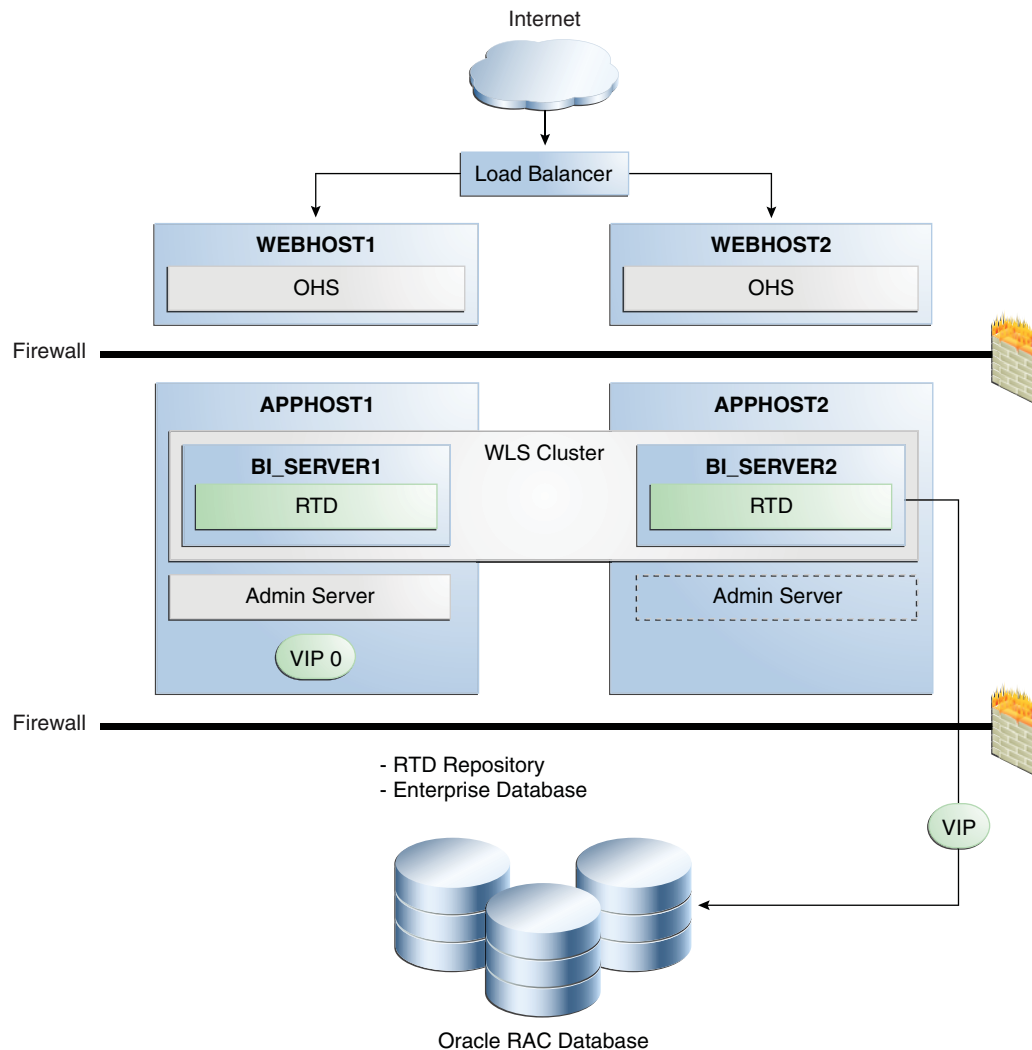 Internet
Load Balancer
WEBHOST1
OHS
WEBHOST2
OHS
Firewall
APPHOST1
APPHOST2
WLS Cluster
BI_SERVER1
RTD
BI_SERVER2
RTD
Admin Server
Admin Server
VIP 0
Firewall
- RTD Repository
- Enterprise Database
VIP
Oracle RAC Database